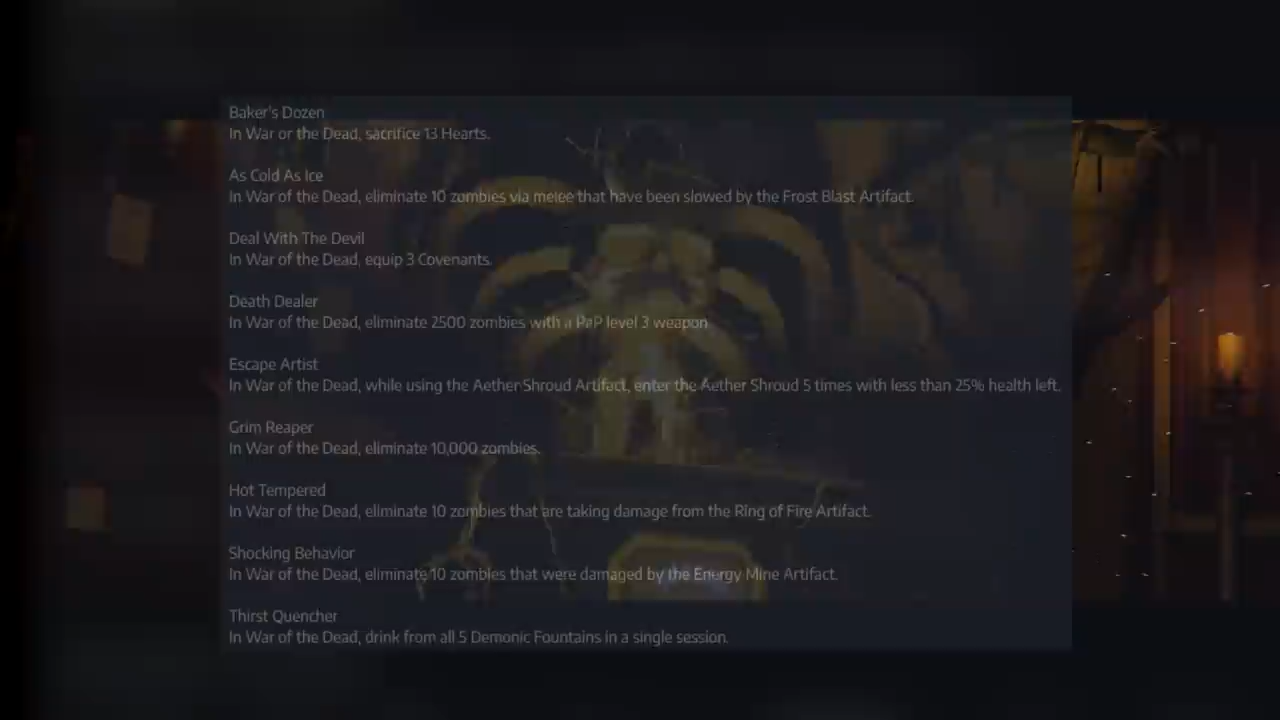 Baker's Dozen
In War or the Dead, sacrifice 13 Hearts.
As Cold As Ice
In War of the Dead, eliminate 10 zombies via melee that have been slowed by the Frost Blast Artifact.
Deal With The Devil
In War of the Dead, equip 3 Covenants.
Death Dealer
In War of the Dead, eliminate 2500 zombies with a PaP level 3 weapon
Escape Artist
In War of the Dead, while using the Aether Shroud Artifact, enter the Aether Shroud 5 times with less than 25% health left.
Grim Reaper
In War of the Dead, eliminate 10,000 zombies.
Hot Tempered
In War of the Dead, eliminate 10 zombies that are taking damage from the Ring of Fire Artifact.
Shocking Behavior
In War of the Dead, eliminate 10 zombies that were damaged by the Energy Mine Artifact.
Thirst Quencher
In War of the Dead, drink from all 5 Demonic Fountains in a single session.